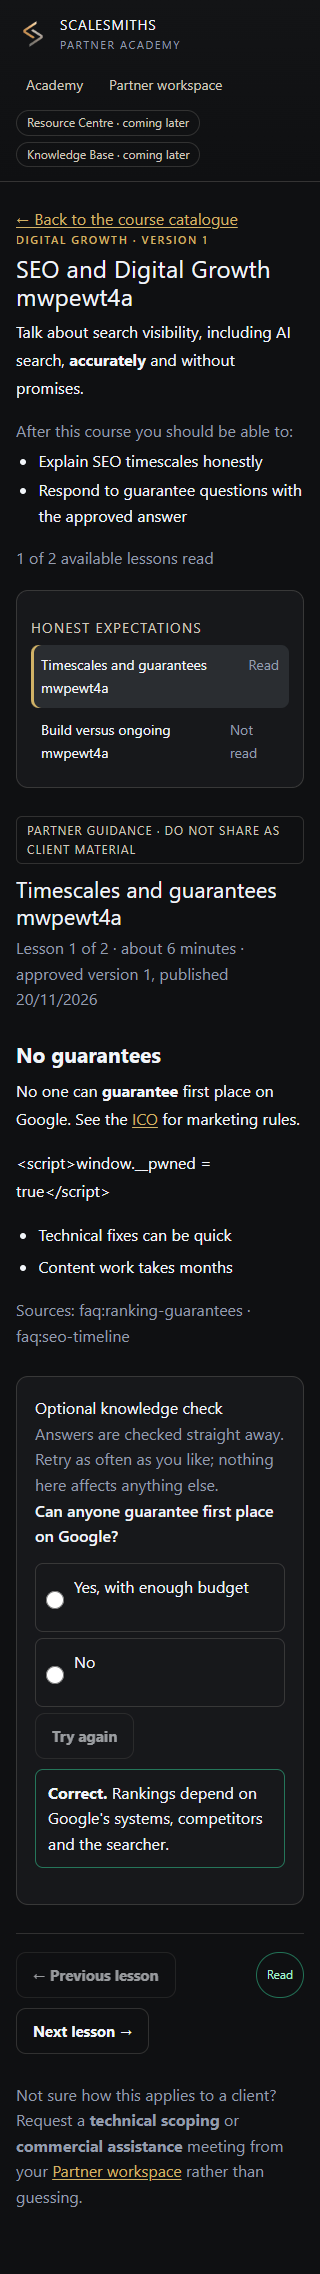 SCALESMITHS
PARTNER ACADEMY
Academy Partner workspace
Resource Centre · coming later
Knowledge Base · coming later
← Back to the course catalogue
DIGITAL GROWTH · VERSION 1
SEO and Digital Growth
mwpewt4a
Talk about search visibility, including AI
search, accurately and without
promises.
After this course you should be able to:
• Explain SEO timescales honestly
• Respond to guarantee questions with
the approved answer
1 of 2 available lessons read
HONEST EXPECTATIONS
Timescales and guarantees Read
mwpewt4a
Build versus ongoing Not
mwpewt4a read
PARTNER GUIDANCE · DO NOT SHARE AS
CLIENT MATERIAL
Timescales and guarantees
mwpewt4a
Lesson 1 of 2 · about 6 minutes ·
approved version 1, published
20/11/2026
No guarantees
No one can guarantee first place on
Google. See the ICO for marketing rules.
<script>window.__pwned =
true</script>
• Technical fixes can be quick
• Content work takes months
Sources: faq:ranking-guarantees ·
faq:seo-timeline
Optional knowledge check
Answers are checked straight away.
Retry as often as you like; nothing
here affects anything else.
Can anyone guarantee first place
on Google?
Yes, with enough budget
No
Try again
Correct. Rankings depend on
Google's systems, competitors
and the searcher.
← Previous lesson Read
Next lesson →
Not sure how this applies to a client?
Request a technical scoping or
commercial assistance meeting from
your Partner workspace rather than
guessing.